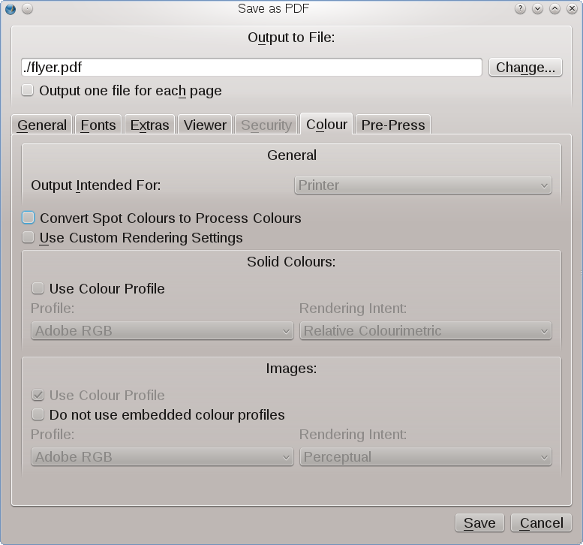 Save as PDF
Output to File:
./flyer.pdf
Change...
Output one file for each page
General Fonts Extras Viewer Security Colour Pre-Press
General
Output Intended For: Printer
Convert Spot Colours to Process Colours
Use Custom Rendering Settings
Solid Colours:
Use Colour Profile
Profile: Rendering Intent:
Adobe RGB Relative Colourimetric
Images:
Use Colour Profile
Do not use embedded colour profiles
Profile: Rendering Intent:
Adobe RGB Perceptual
Save Cancel